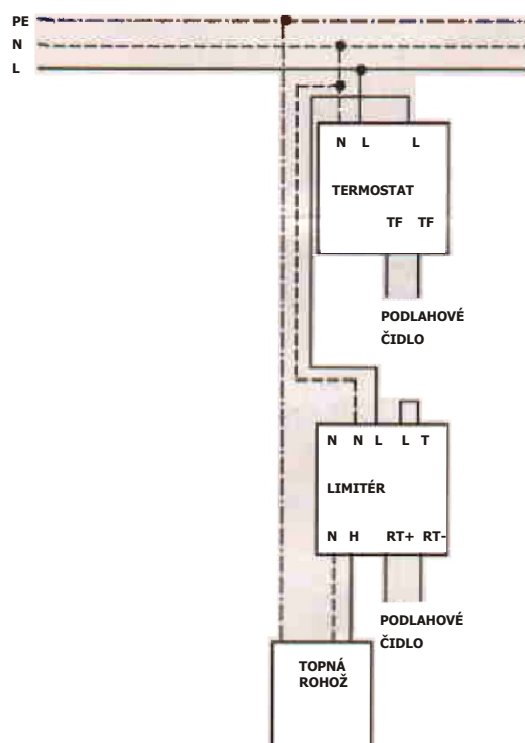 PE
N
L
N L L
TERMOSTAT
TF TF
PODLAHOVÉ
ČIDLO
N N L L T
LIMITÉR
N H RT+ RT-
PODLAHOVÉ
ČIDLO
TOPNÁ
ROHOŽ